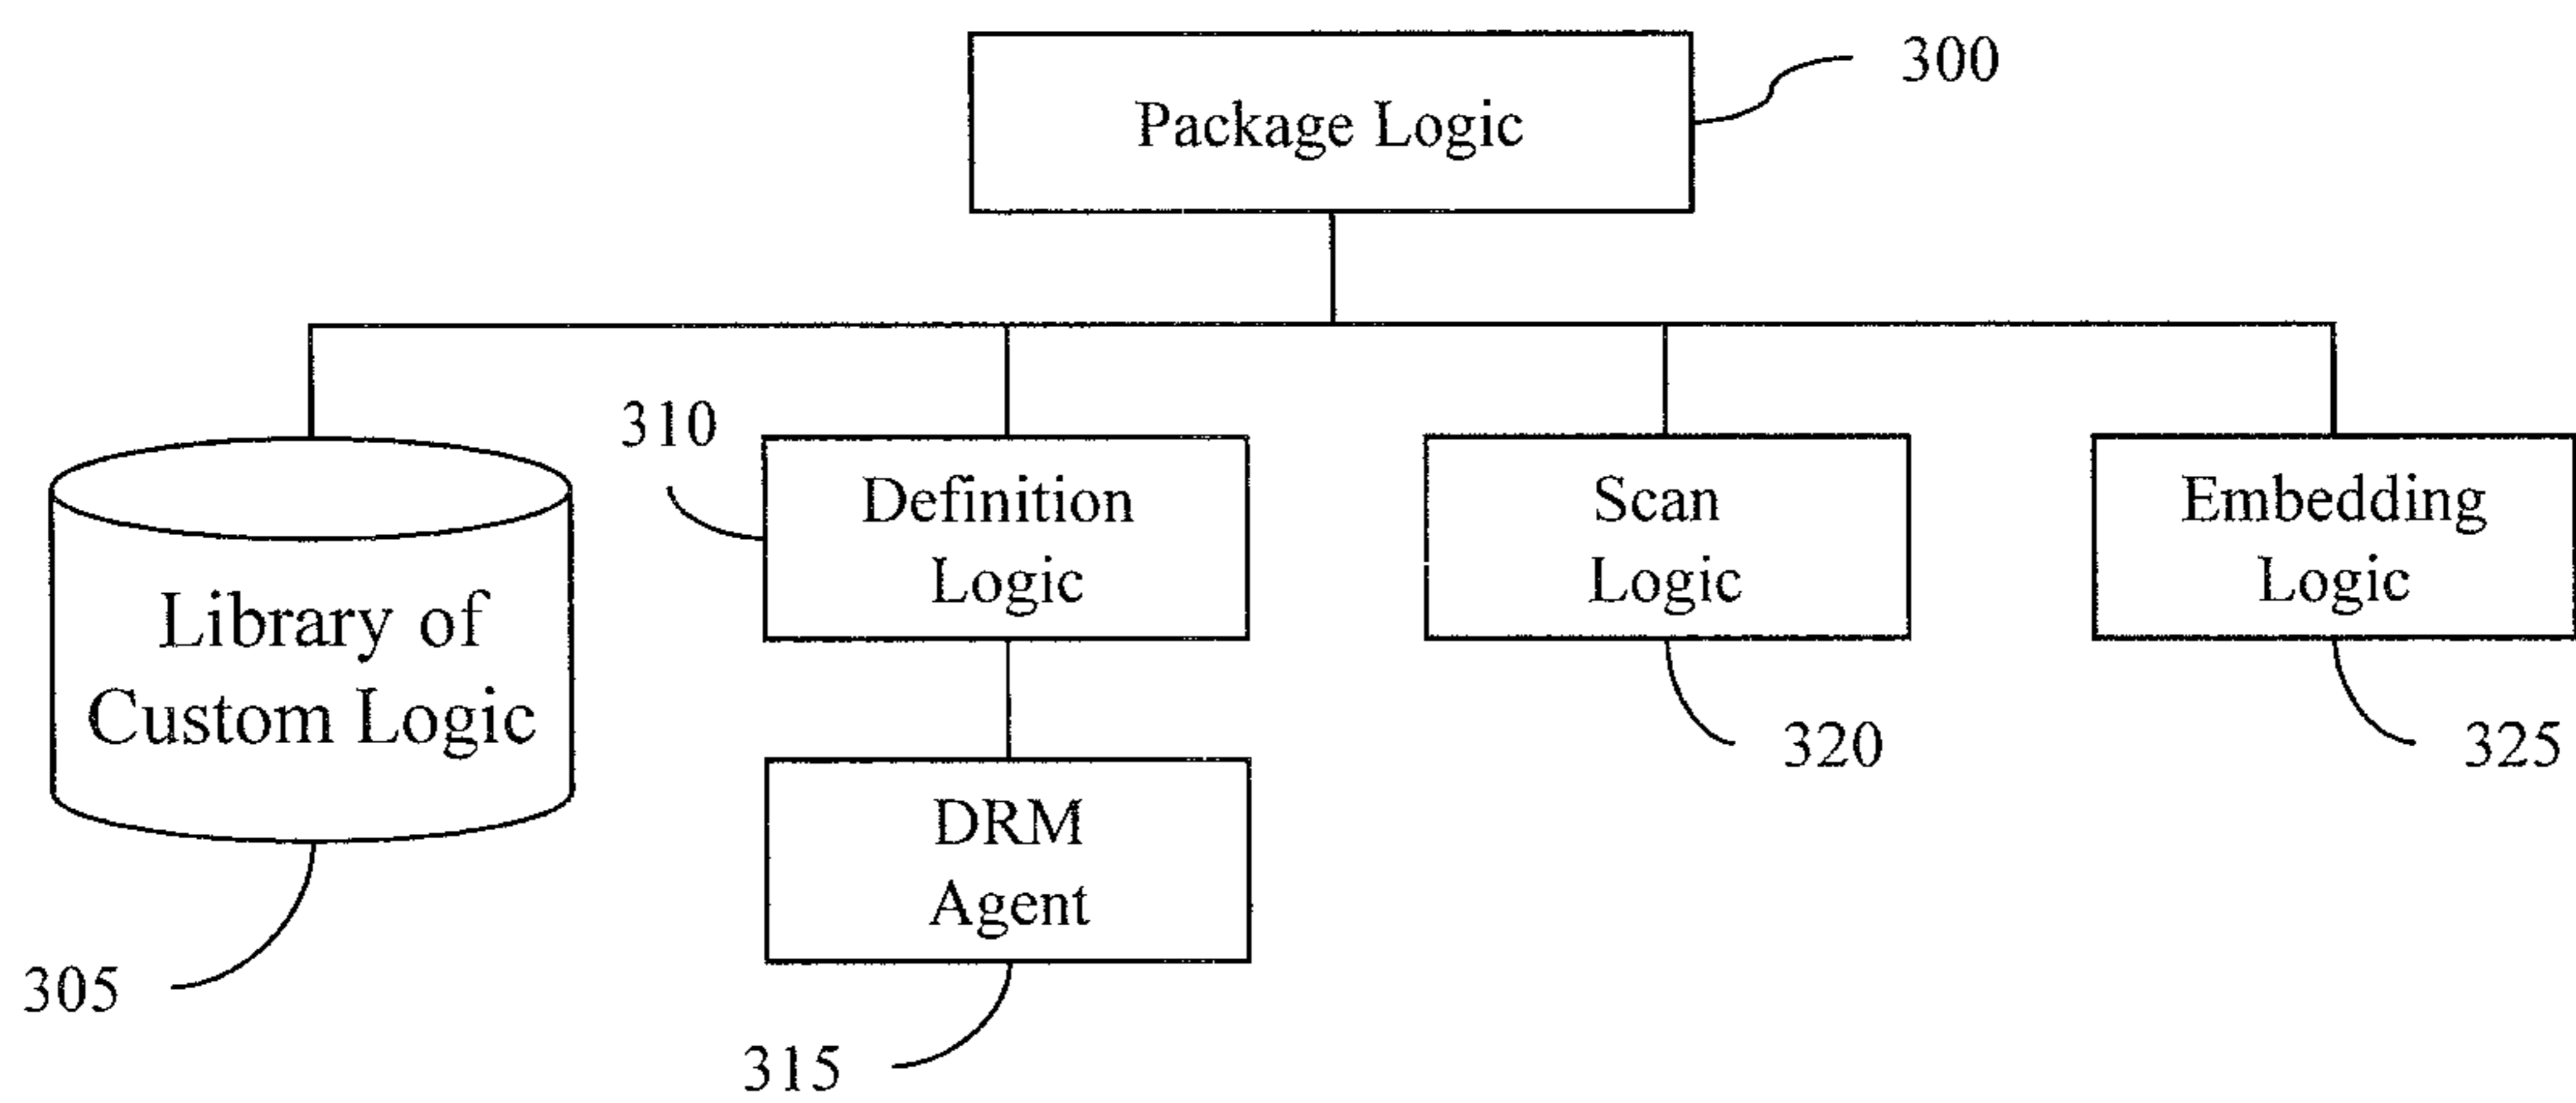 300
Package Logic
310
Definition
Logic
Scan
Logic
Embedding
Logic
Library of
Custom Logic
320
325
DRM
Agent
305
315